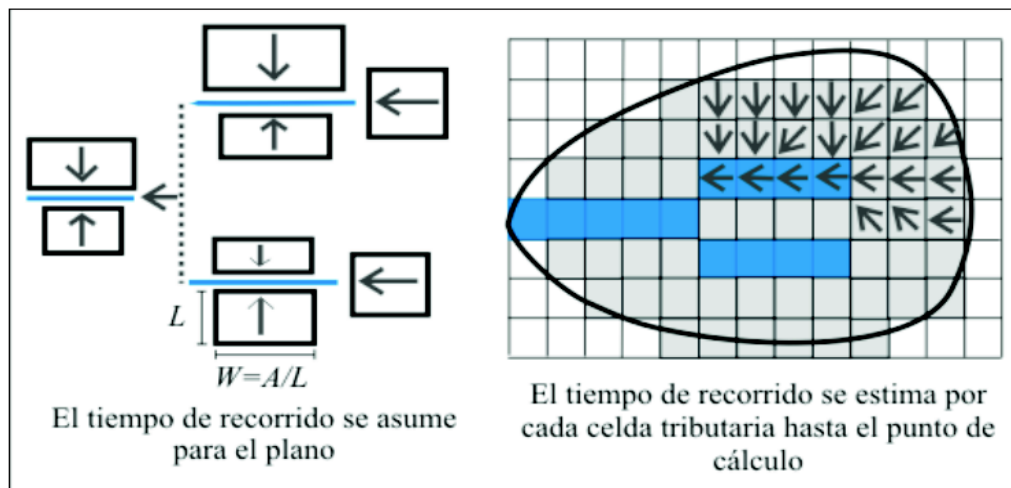 L
W=A/L
El tiempo de recorrido se asume
para el plano
El tiempo de recorrido se estima por
cada celda tributaria hasta el punto de
cálculo